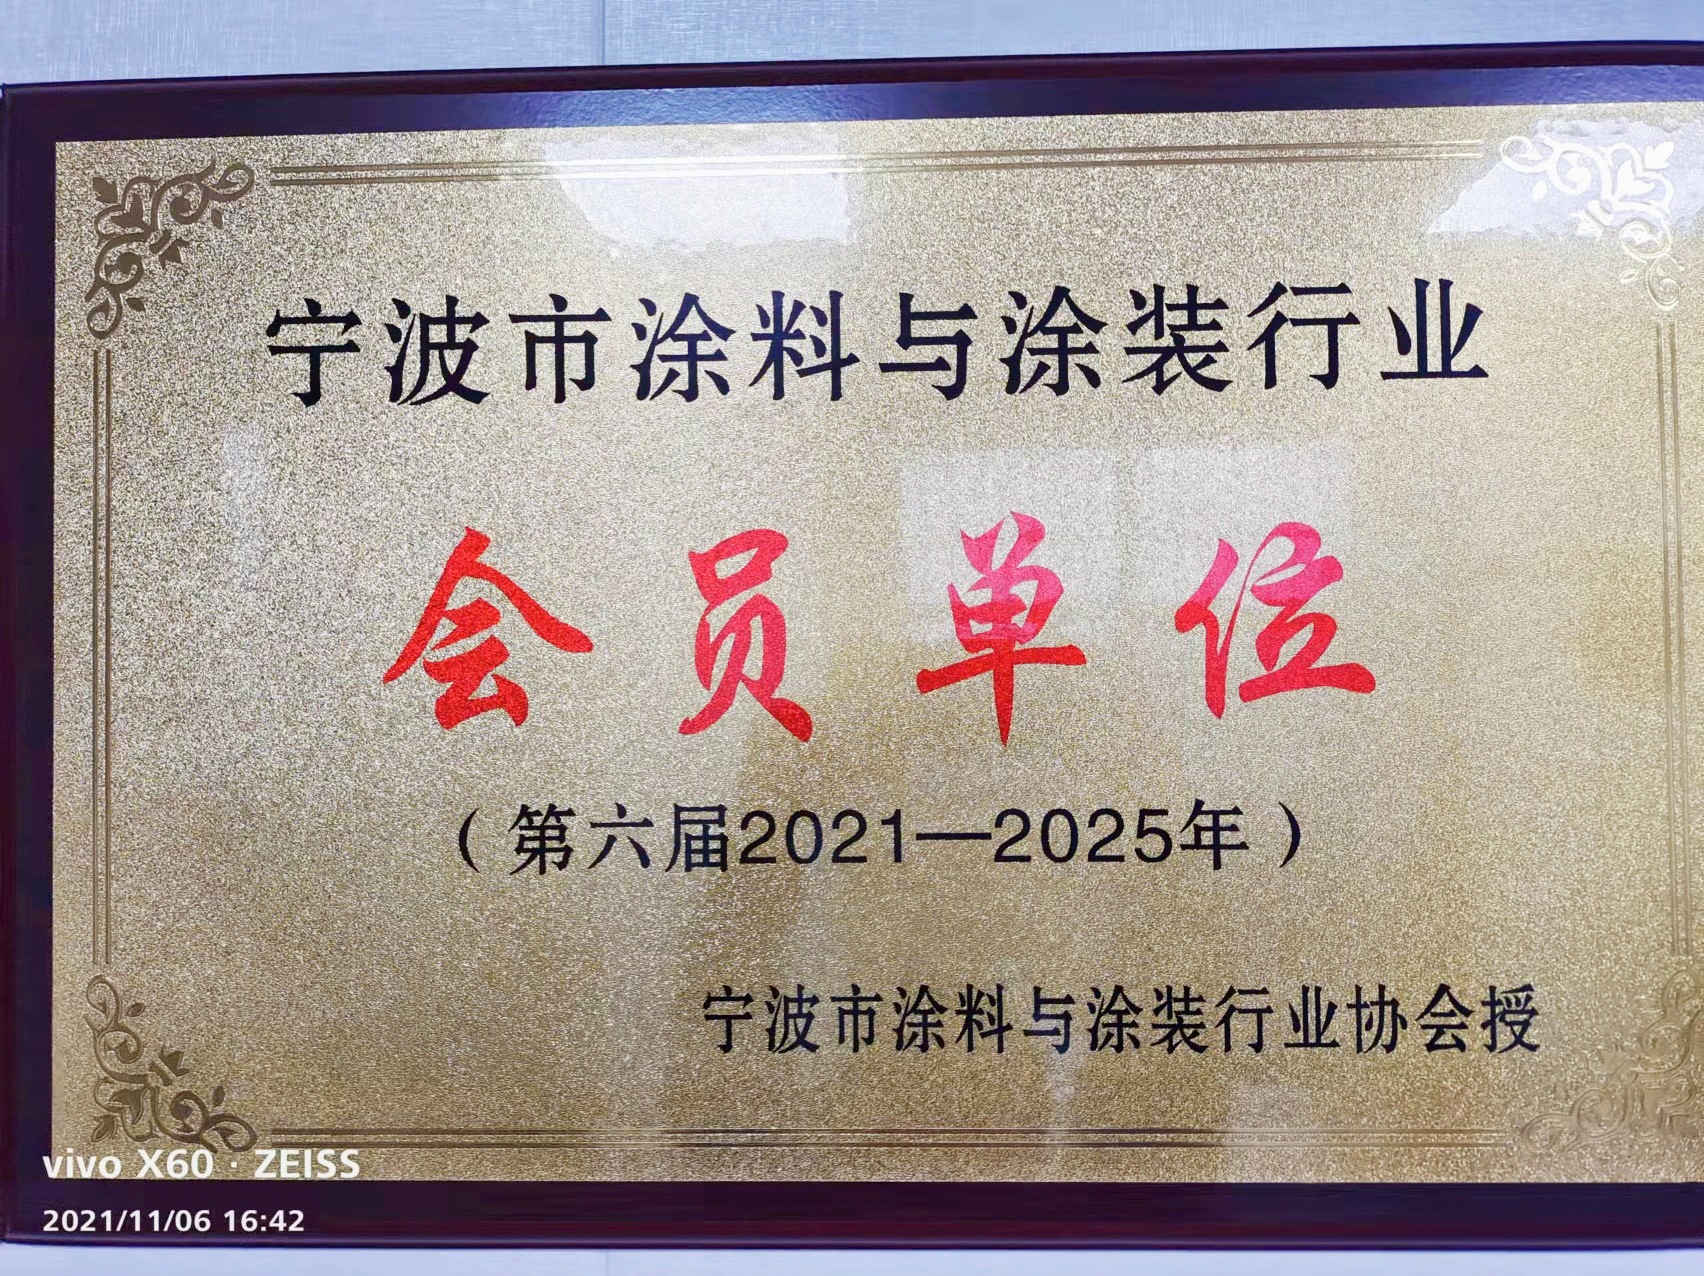 宁波市涂料与涂装行业
会员单位
（第六届2021—2025年）
宁波市涂料与涂装行业协会授
vivo X60 · ZEISS
2021/11/06 16:42